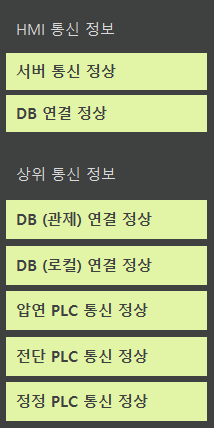 HMI 통신 정보
서버 통신 정상
DB 연결 정상
상위 통신 정보
DB (관제) 연결 정상
DB (로컬) 연결 정상
압연 PLC 통신 정상
전단 PLC 통신 정상
정정 PLC 통신 정상